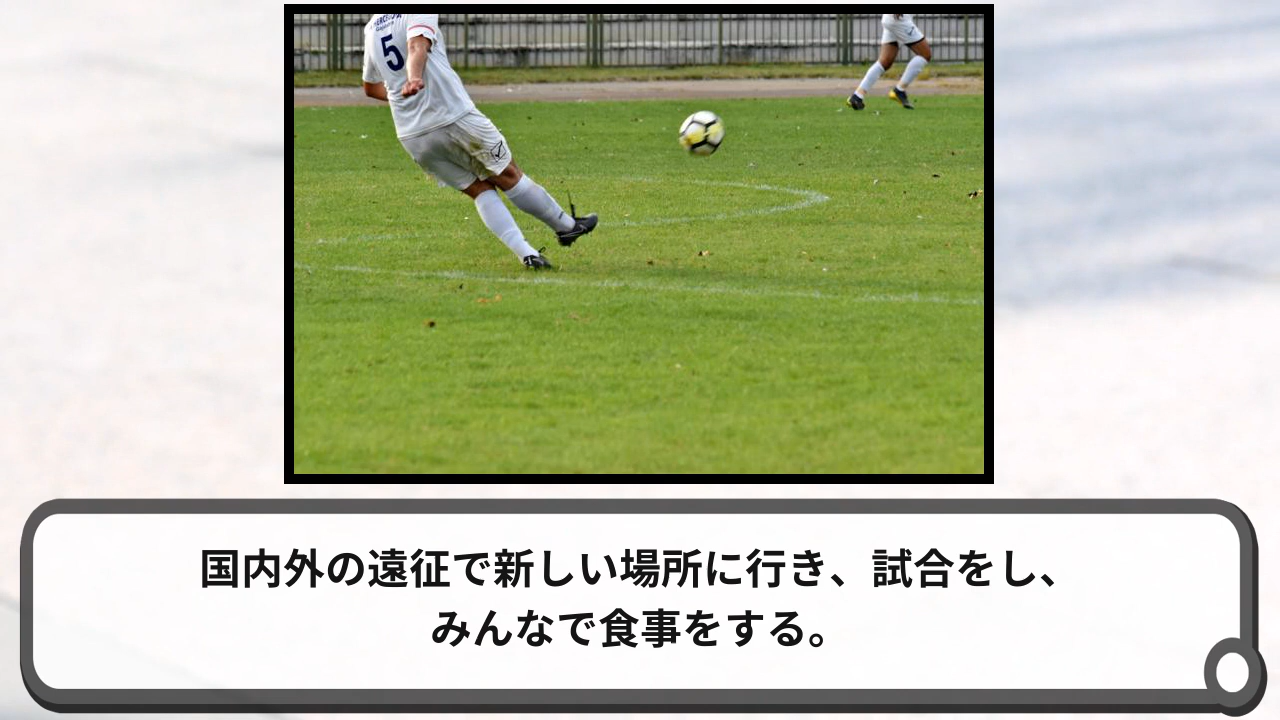 5
国内外の遠征で新しい場所に行き、試合をし、
みんなで食事をする。